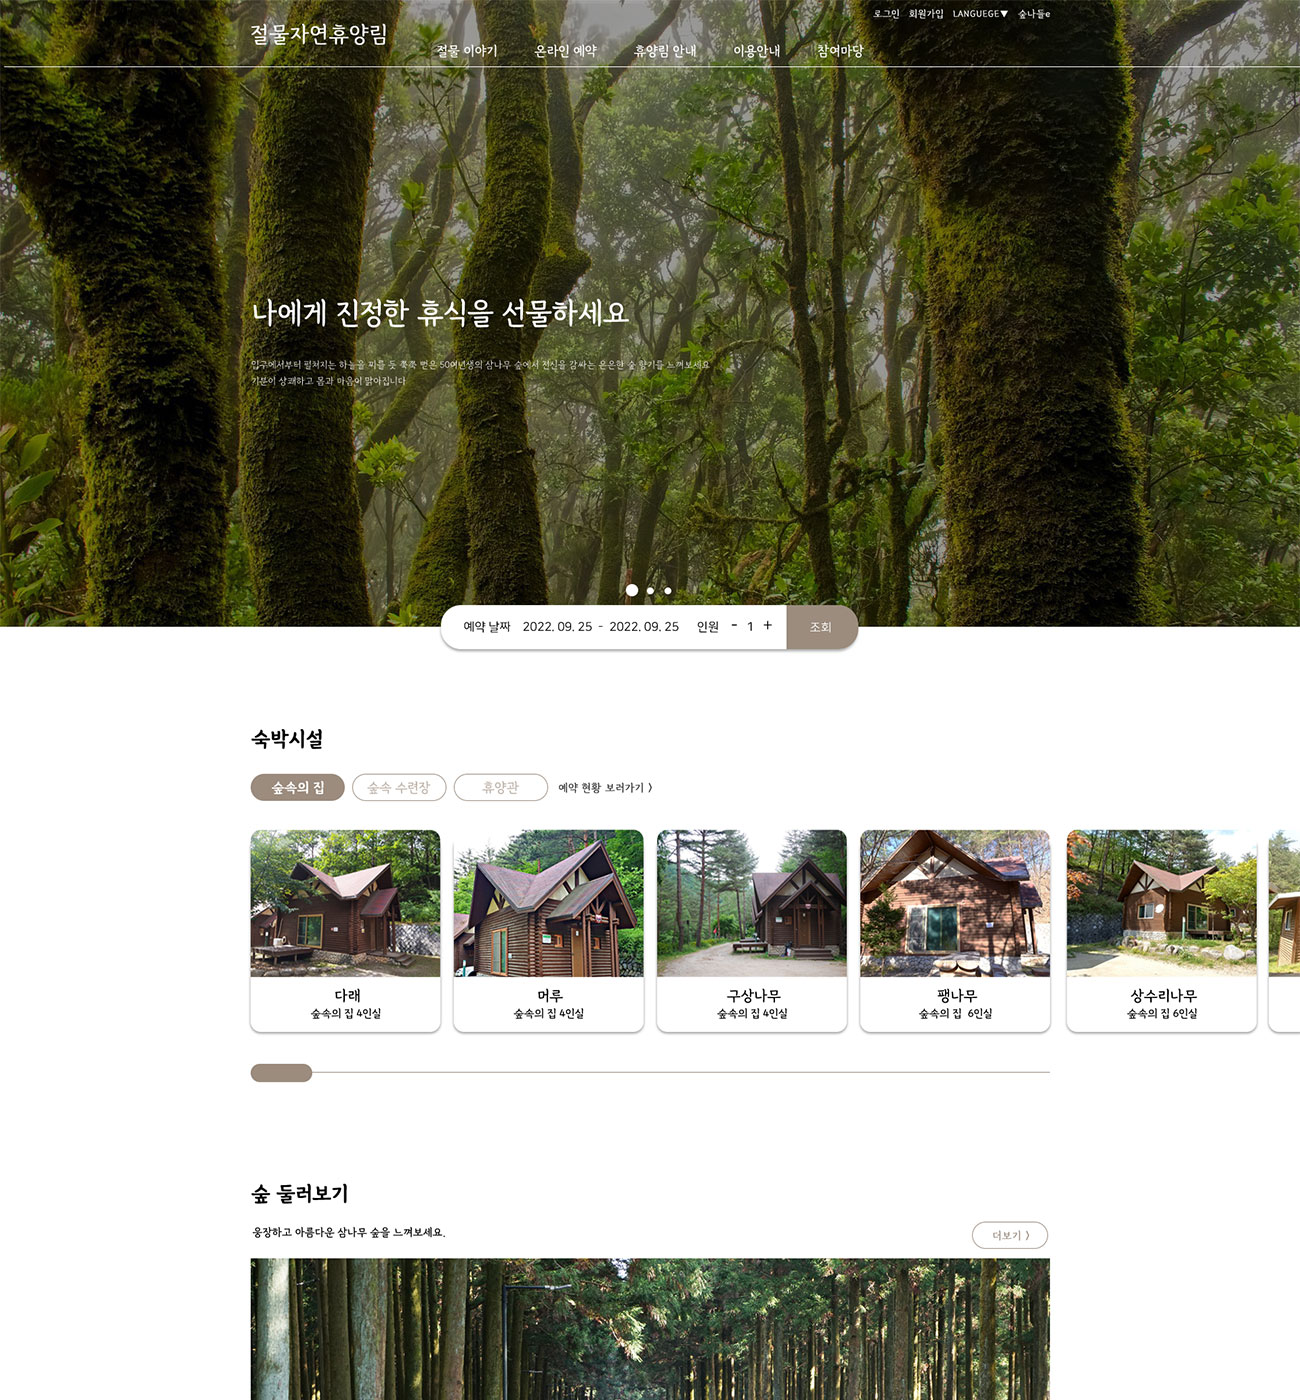 로그인 회원가입 LANGUEGE▼ 숲나들e
절물자연휴양림
절물 이야기 온라인 예약 휴양림 안내 이용안내 참여마당
나에게 진정한 휴식을 선물하세요
입구에서부터 펼쳐지는 하늘을 찌를 듯 쭉쭉 뻗은 50여년생의 삼나무 숲에서 전신을 감싸는 은은한 숲 향기를 느껴보세요
기분이 상쾌하고 몸과 마음이 맑아집니다
예약 날짜 2022. 09. 25 - 2022. 09. 25 인원 - 1 + 조회
숙박시설
숲속의 집 숲속 수련장 휴양관 예약 현황 보러가기 >
다래 머루 구상나무 팽나무 상수리나무
숲속의 집 4인실 숲속의 집 4인실 숲속의 집 4인실 숲속의 집 6인실 숲속의 집 6인실
숲 둘러보기
웅장하고 아름다운 삼나무 숲을 느껴보세요.
더보기 >